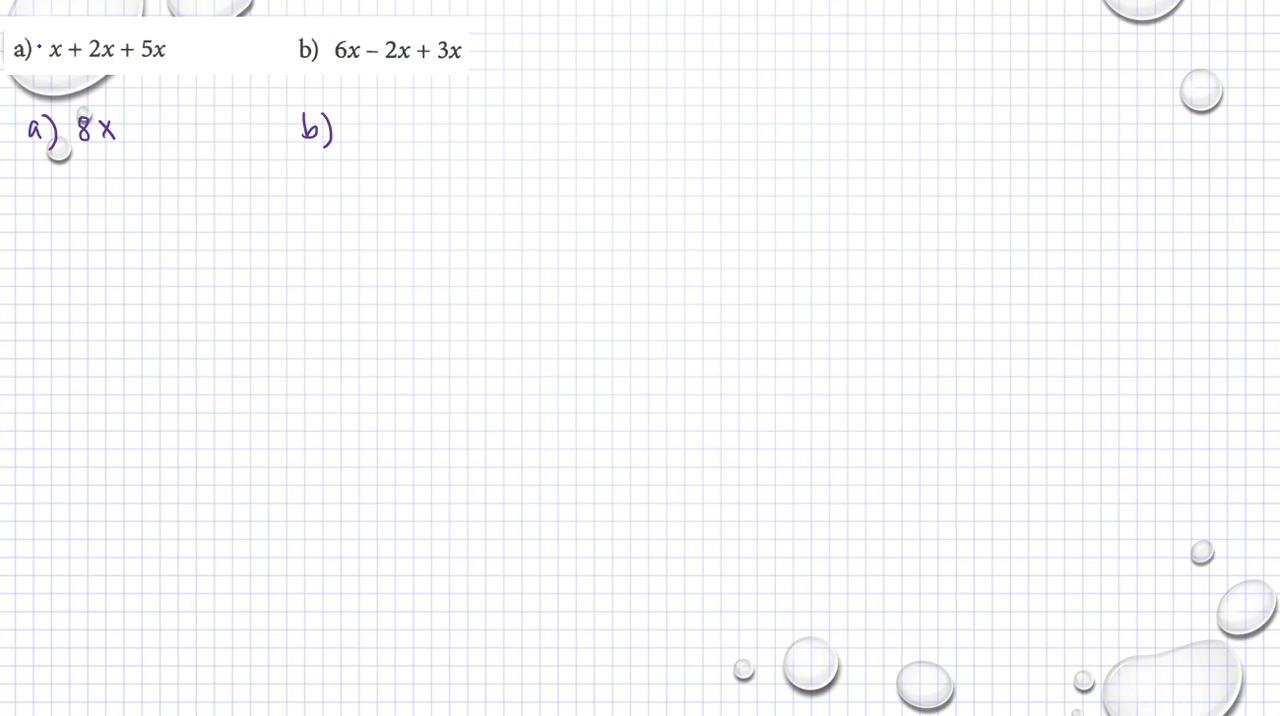 a) x + 2x + 5x b) 6x − 2x + 3x
a) 8x b)